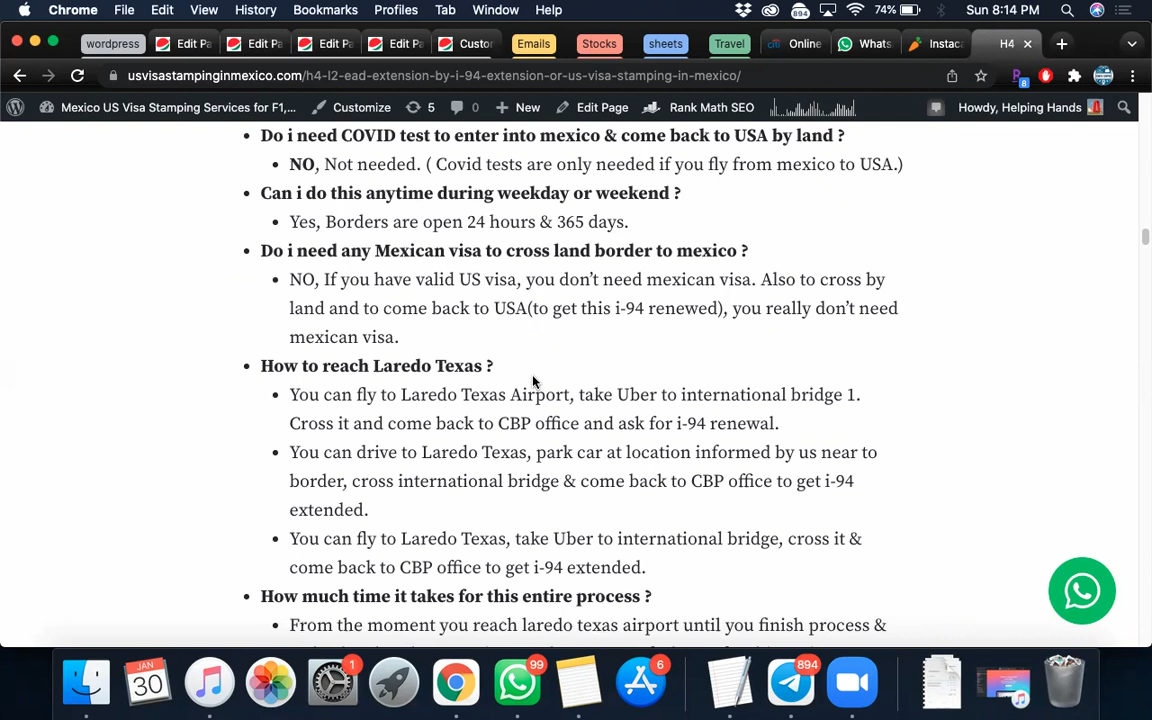 Chrome File Edit View History Bookmarks Profiles Tab Window Help 894 74% Sun 8:14 PM
wordpress Edit Pa Edit Pa Edit Pa Edit Pa Custor Emails Stocks sheets Travel Online Whats Instac H4
usvisastampinginmexico.com/h4-l2-ead-extension-by-i-94-extension-or-us-visa-stamping-in-mexico/
Mexico US Visa Stamping Services for F1,... Customize 5 0 New Edit Page Rank Math SEO Howdy, Helping Hands
Do i need COVID test to enter into mexico & come back to USA by land ?
NO, Not needed. ( Covid tests are only needed if you fly from mexico to USA.)
Can i do this anytime during weekday or weekend ?
Yes, Borders are open 24 hours & 365 days.
Do i need any Mexican visa to cross land border to mexico ?
NO, If you have valid US visa, you don't need mexican visa. Also to cross by
land and to come back to USA(to get this i-94 renewed), you really don't need
mexican visa.
How to reach Laredo Texas ?
You can fly to Laredo Texas Airport, take Uber to international bridge 1.
Cross it and come back to CBP office and ask for i-94 renewal.
You can drive to Laredo Texas, park car at location informed by us near to
border, cross international bridge & come back to CBP office to get i-94
extended.
You can fly to Laredo Texas, take Uber to international bridge, cross it &
come back to CBP office to get i-94 extended.
How much time it takes for this entire process ?
From the moment you reach laredo texas airport until you finish process &
JAN 30 1 99 6 894